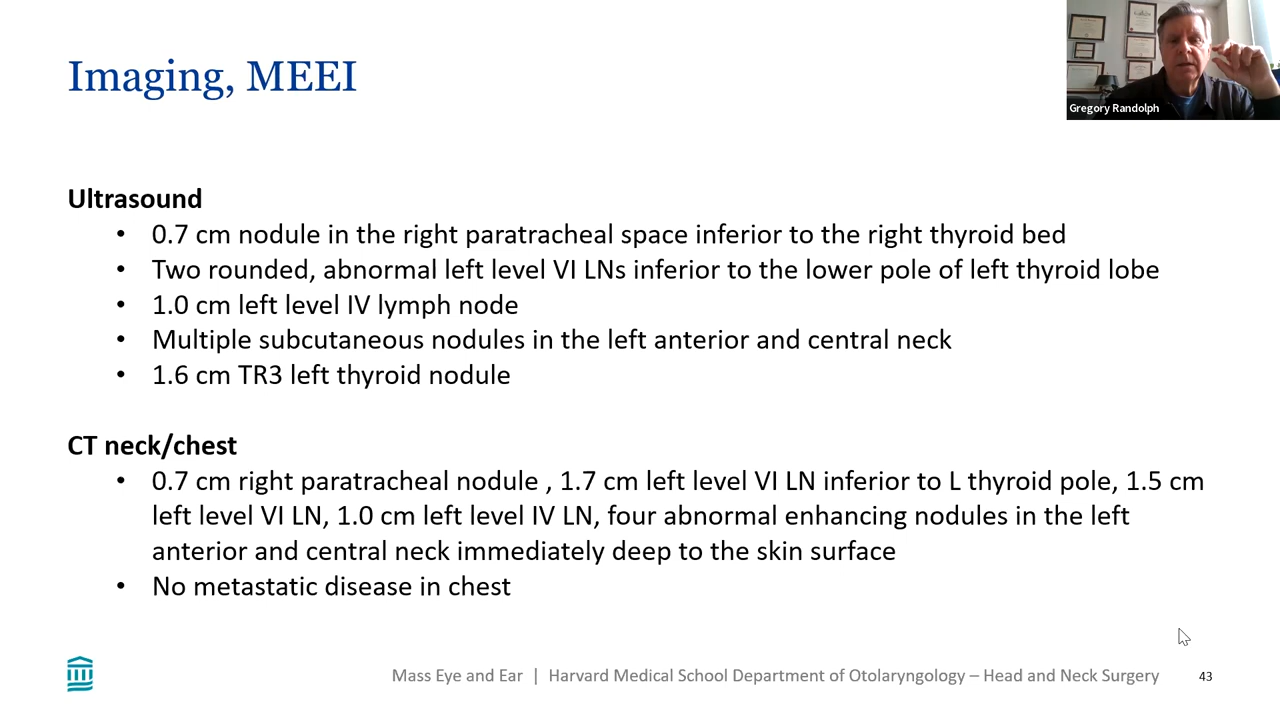 Imaging, MEEI
Gregory Randolph
Ultrasound
• 0.7 cm nodule in the right paratracheal space inferior to the right thyroid bed
• Two rounded, abnormal left level VI LNs inferior to the lower pole of left thyroid lobe
• 1.0 cm left level IV lymph node
• Multiple subcutaneous nodules in the left anterior and central neck
• 1.6 cm TR3 left thyroid nodule
CT neck/chest
• 0.7 cm right paratracheal nodule , 1.7 cm left level VI LN inferior to L thyroid pole, 1.5 cm
left level VI LN, 1.0 cm left level IV LN, four abnormal enhancing nodules in the left
anterior and central neck immediately deep to the skin surface
• No metastatic disease in chest
Mass Eye and Ear | Harvard Medical School Department of Otolaryngology – Head and Neck Surgery 43